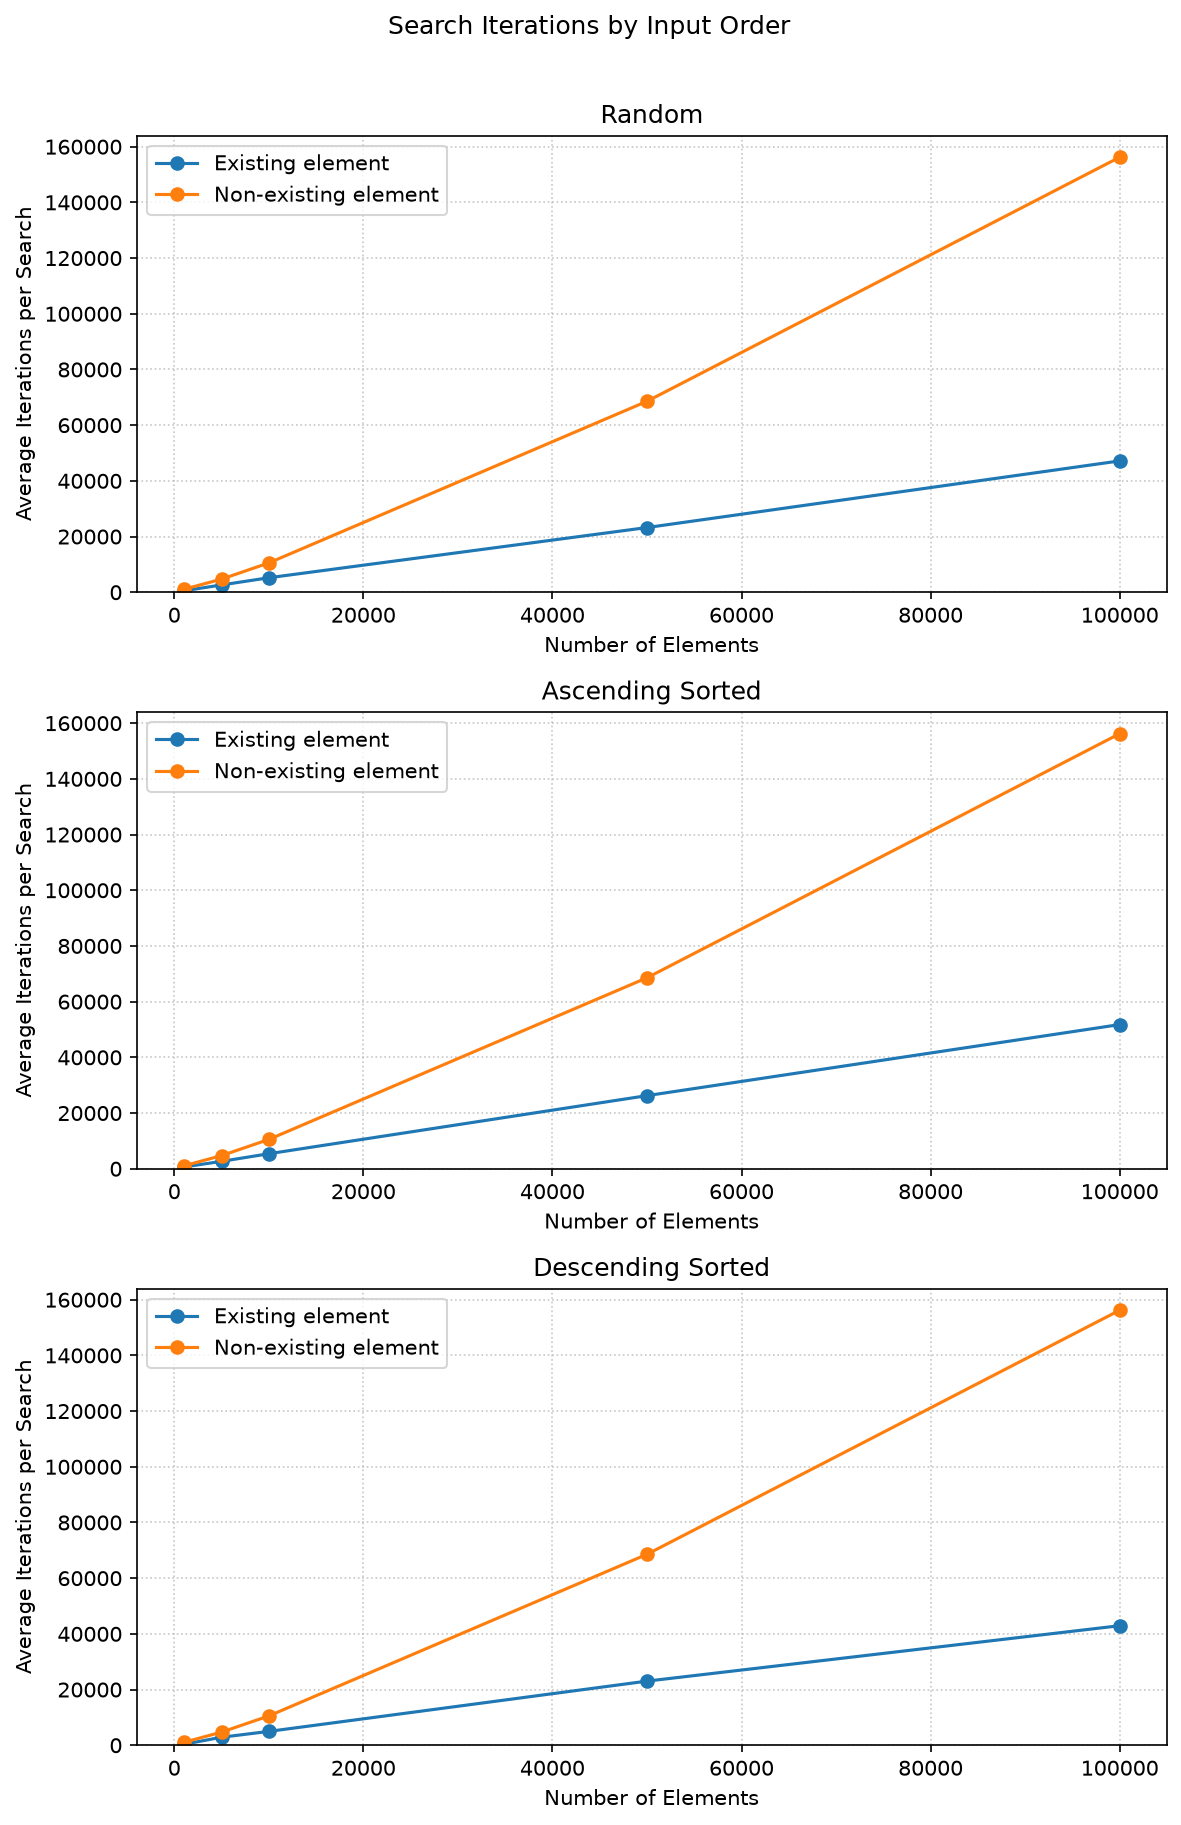 Search Iterations by Input Order
Random
160000
140000
120000
100000
80000
60000
40000
20000
0
Average Iterations per Search
Existing element
Non-existing element
0 20000 40000 60000 80000 100000
Number of Elements
Ascending Sorted
160000
140000
120000
100000
80000
60000
40000
20000
0
Average Iterations per Search
Existing element
Non-existing element
0 20000 40000 60000 80000 100000
Number of Elements
Descending Sorted
160000
140000
120000
100000
80000
60000
40000
20000
0
Average Iterations per Search
Existing element
Non-existing element
0 20000 40000 60000 80000 100000
Number of Elements